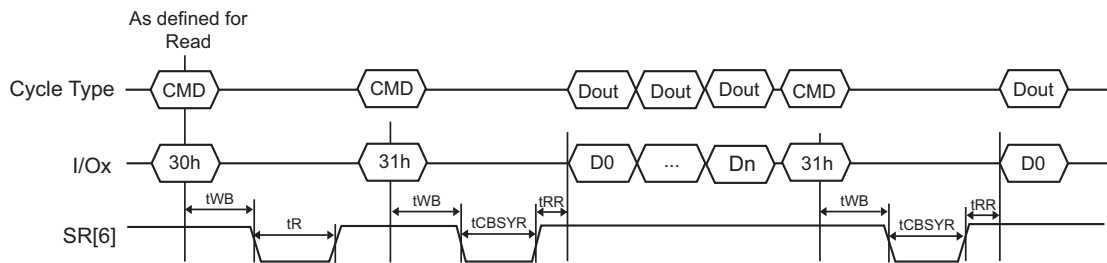 As defined for
Read
Cycle Type CMD CMD Dout Dout Dout CMD Dout
I/Ox 30h 31h D0 ... Dn 31h D0
tWB tR tWB tCBSYR tRR tWB tCBSYR tRR
SR[6]